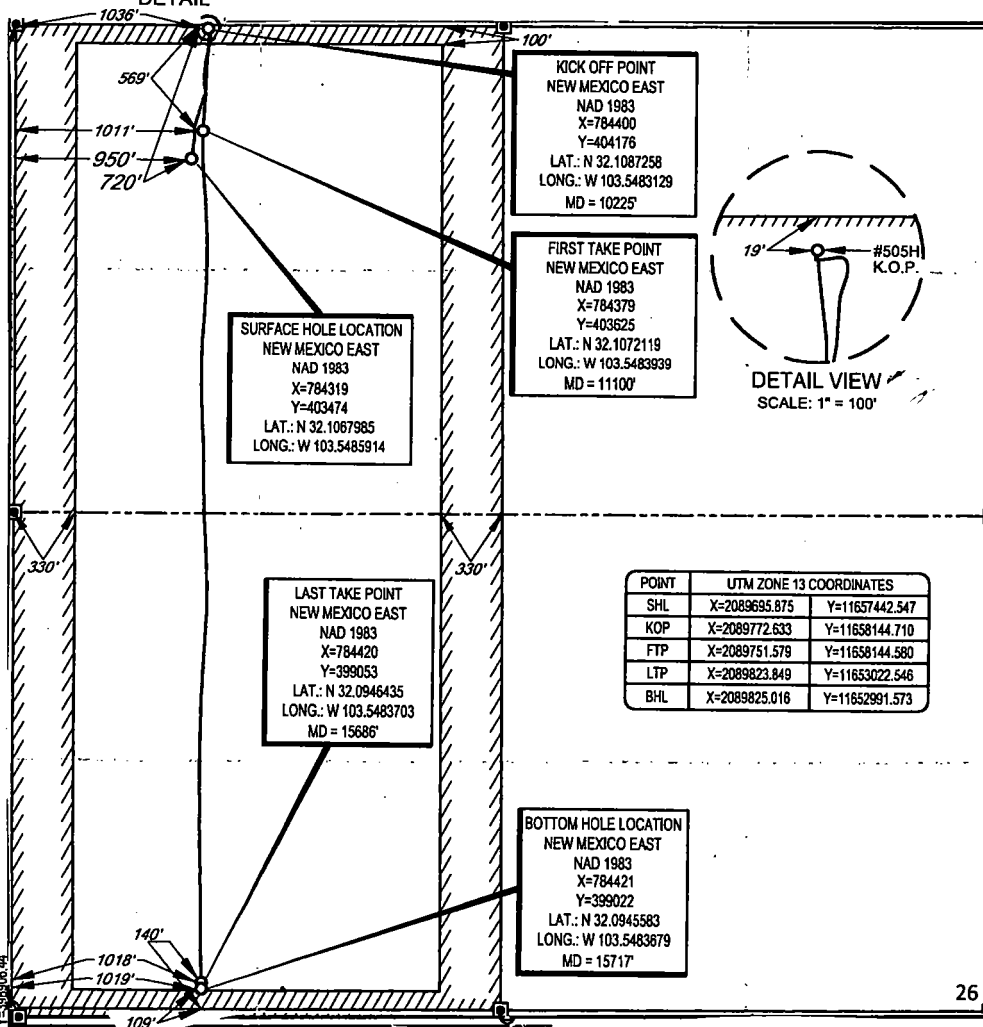 DETAIL
1036'
100'
569'
1011'
950'
720'
KICK OFF POINT
NEW MEXICO EAST
NAD 1983
X=784400
Y=404176
LAT.: N 32.1087258
LONG.: W 103.5483129
MD = 10225'
FIRST TAKE POINT
NEW MEXICO EAST
NAD 1983
X=784379
Y=403625
LAT.: N 32.1072119
LONG.: W 103.5483939
MD = 11100'
19'
#505H
K.O.P.
DETAIL VIEW
SCALE: 1" = 100'
SURFACE HOLE LOCATION
NEW MEXICO EAST
NAD 1983
X=784319
Y=403474
LAT.: N 32.1067985
LONG.: W 103.5485914
330'
330'
LAST TAKE POINT
NEW MEXICO EAST
NAD 1983
X=784420
Y=399053
LAT.: N 32.0946435
LONG.: W 103.5483703
MD = 15686'
POINT UTM ZONE 13 COORDINATES
SHL X=2089695.875 Y=11657442.547
KOP X=2089772.633 Y=11658144.710
FTP X=2089751.579 Y=11658144.580
LTP X=2089823.849 Y=11653022.546
BHL X=2089825.016 Y=11652991.573
BOTTOM HOLE LOCATION
NEW MEXICO EAST
NAD 1983
X=784421
Y=399022
LAT.: N 32.0945583
LONG.: W 103.5483679
MD = 15717'
140'
1018'
1019'
109'
26